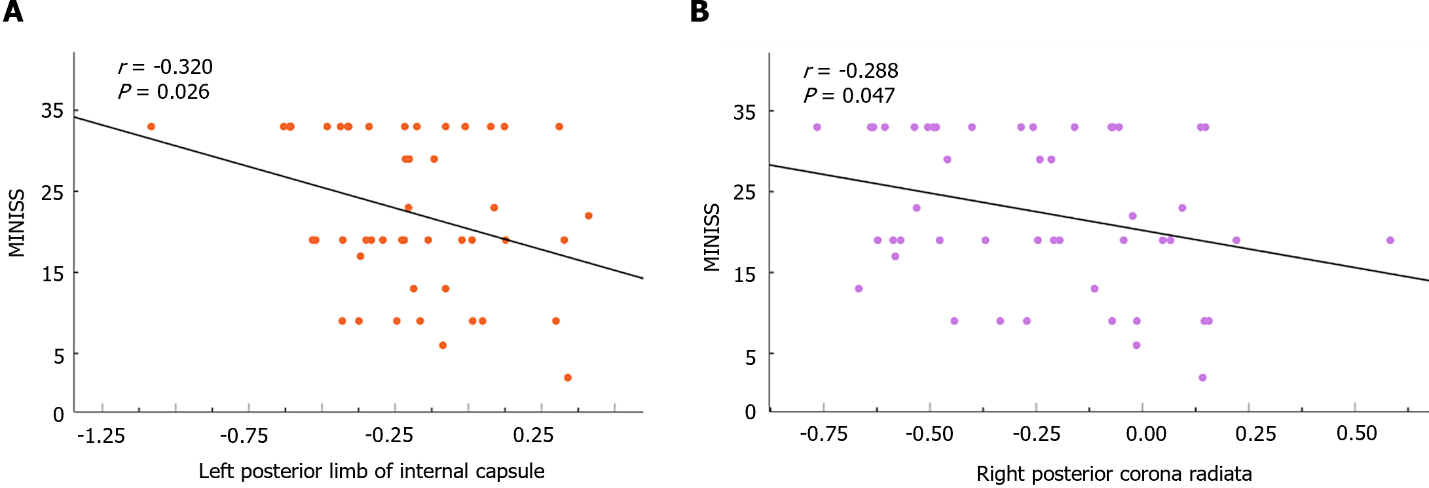 A
r = -0.320
P = 0.026
MINISS
35
25
15
5
0
-1.25 -0.75 -0.25 0.25
Left posterior limb of internal capsule
B
r = -0.288
P = 0.047
MINISS
35
25
15
5
0
-0.75 -0.50 -0.25 0.00 0.25 0.50
Right posterior corona radiata